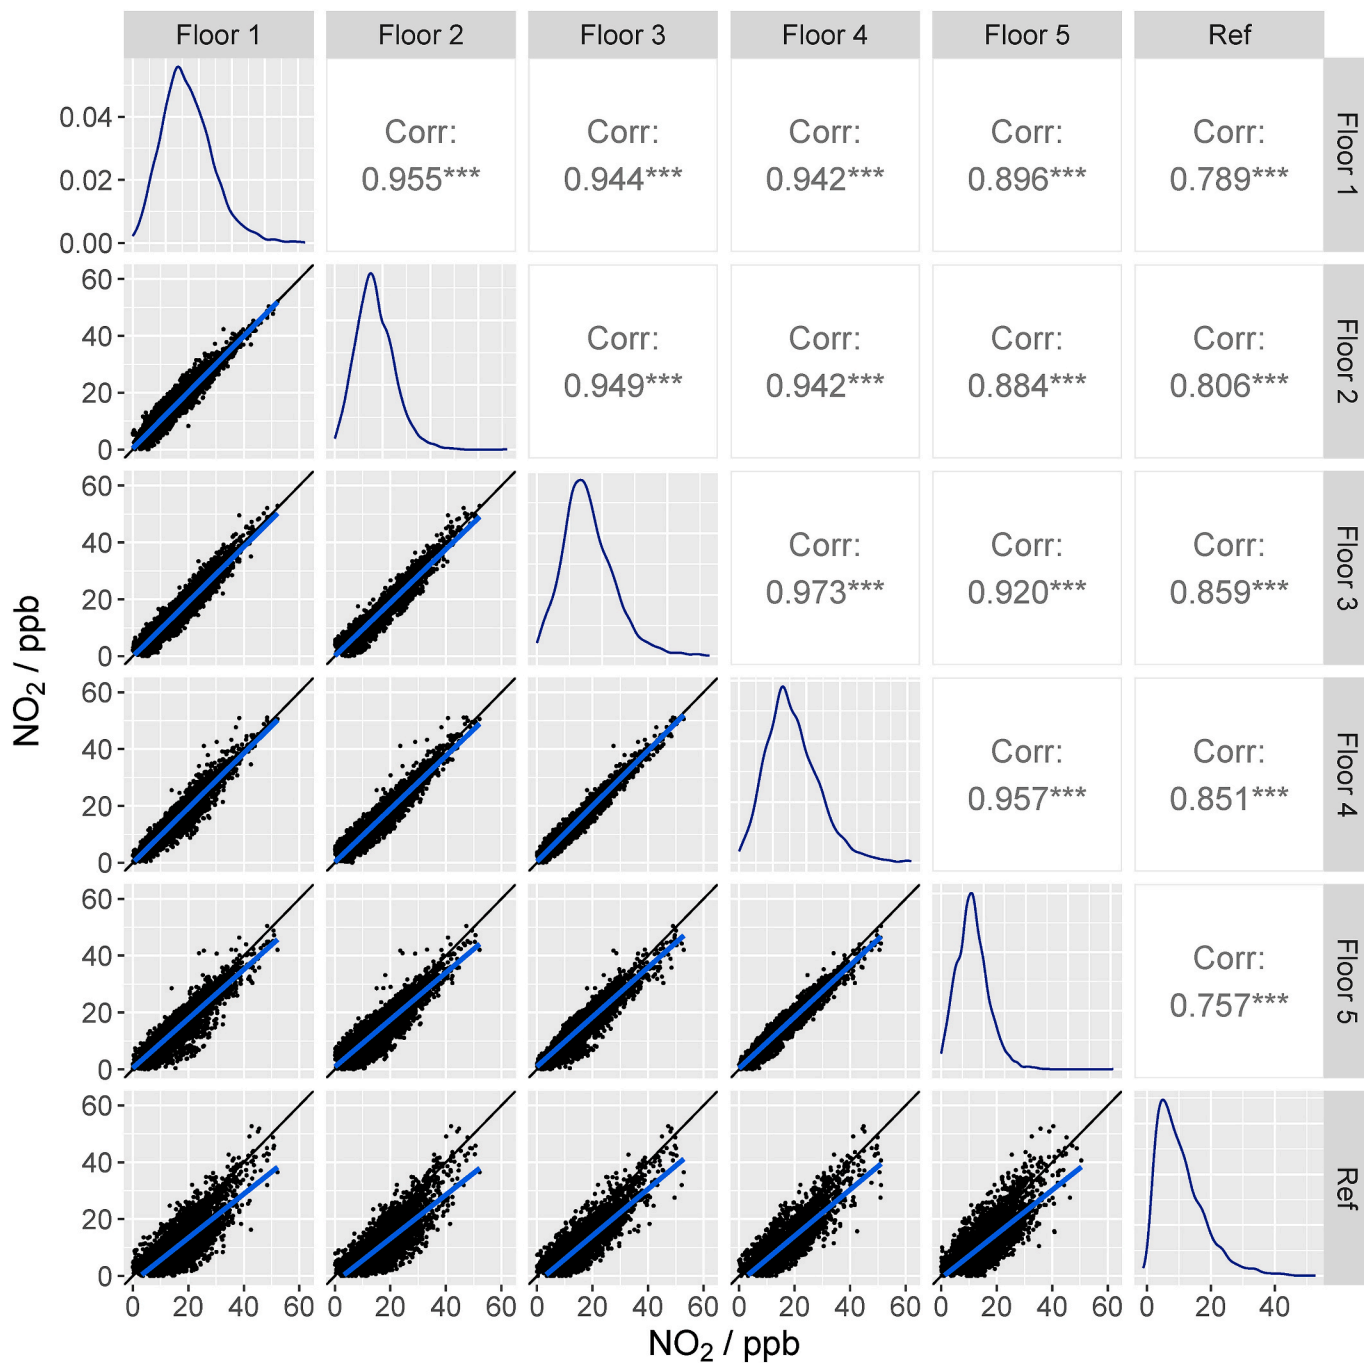 Floor 1 Floor 2 Floor 3 Floor 4 Floor 5 Ref
0.04
0.02
0.00
Corr: Corr: Corr: Corr: Corr:
0.955*** 0.944*** 0.942*** 0.896*** 0.789***
Floor 1
60
40
20
0
Corr: Corr: Corr: Corr:
0.949*** 0.942*** 0.884*** 0.806***
Floor 2
60
40
20
0
Corr: Corr: Corr:
0.973*** 0.920*** 0.859***
Floor 3
NO₂ / ppb
60
40
20
0
Corr: Corr:
0.957*** 0.851***
Floor 4
60
40
20
0
Corr:
0.757***
Floor 5
60
40
20
0
Ref
0 20 40 60 0 20 40 60 0 20 40 60 0 20 40 60 0 20 40 60 0 20 40
NO₂ / ppb